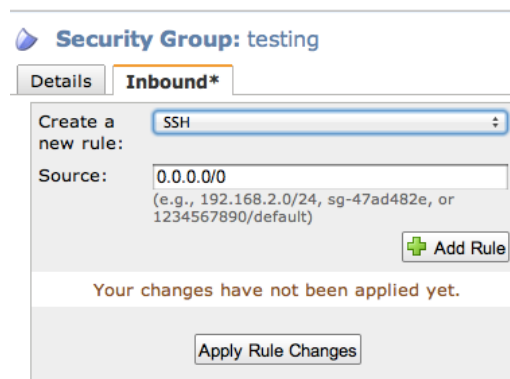 Security Group: testing
Details Inbound*
Create a new rule: SSH
Source: 0.0.0.0/0
(e.g., 192.168.2.0/24, sg-47ad482e, or
1234567890/default)
Add Rule
Your changes have not been applied yet.
Apply Rule Changes